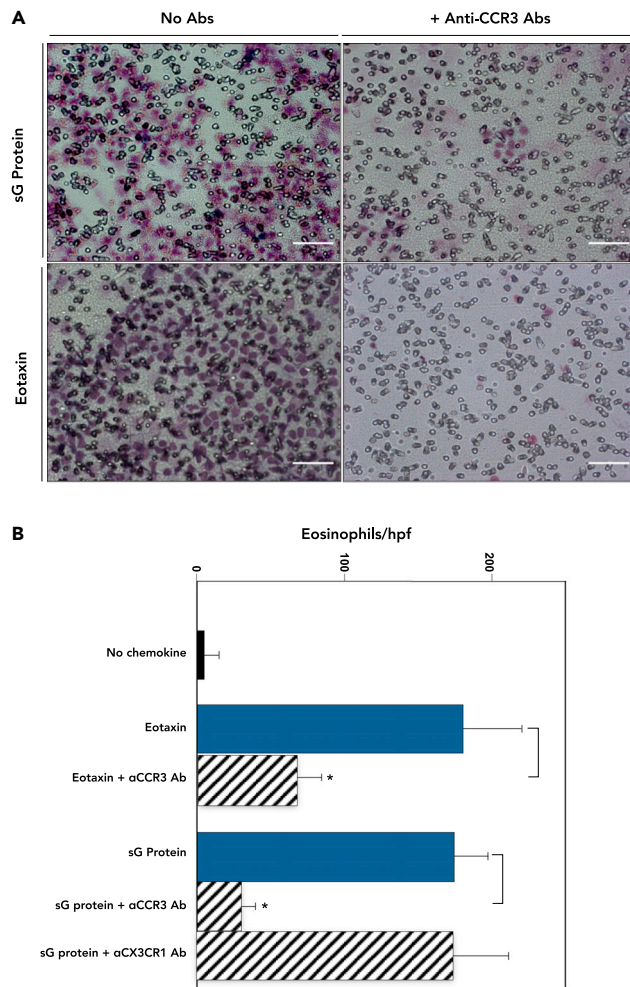 A
No Abs
+ Anti-CCR3 Abs
sG Protein
Eotaxin
B
Eosinophils/hpf
0
100
200
No chemokine
Eotaxin
Eotaxin + αCCR3 Ab
*
sG Protein
sG protein + αCCR3 Ab
*
sG protein + αCX3CR1 Ab